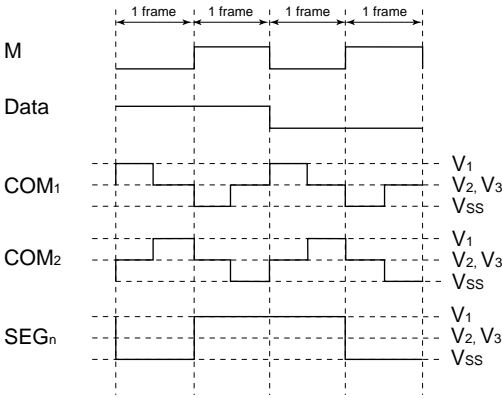 1 frame 1 frame 1 frame 1 frame
M
Data
COM₁
V₁
V₂, V₃
VSS
COM₂
V₁
V₂, V₃
VSS
SEGn
V₁
V₂, V₃
VSS